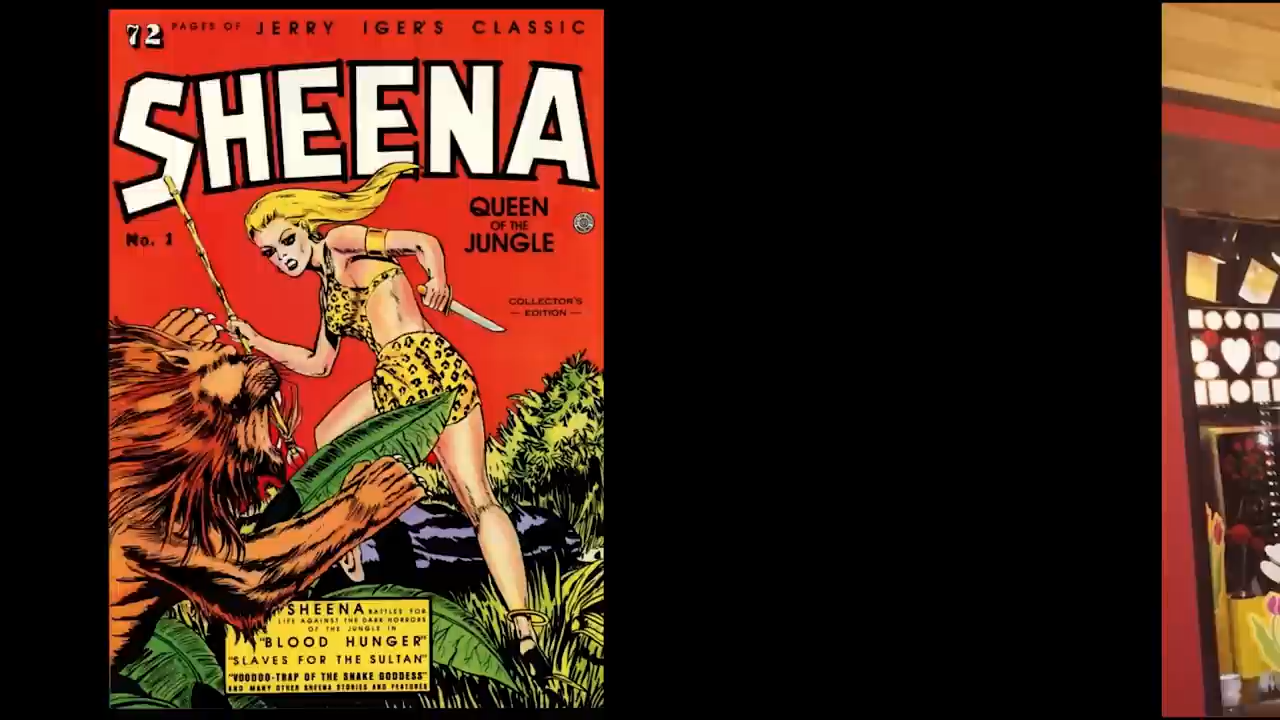 72 PAGES OF JERRY IGER'S CLASSIC
SHEENA
QUEEN
OF THE
JUNGLE
No. 1
COLLECTOR'S
— EDITION —
SHEENA BATTLES FOR
LIFE AGAINST THE DARK HORRORS
OF THE JUNGLE IN
"BLOOD HUNGER"
"SLAVES FOR THE SULTAN"
"VOODOO-TRAP OF THE SNAKE GODDESS"
AND MANY OTHER SHEENA STORIES AND FEATURES